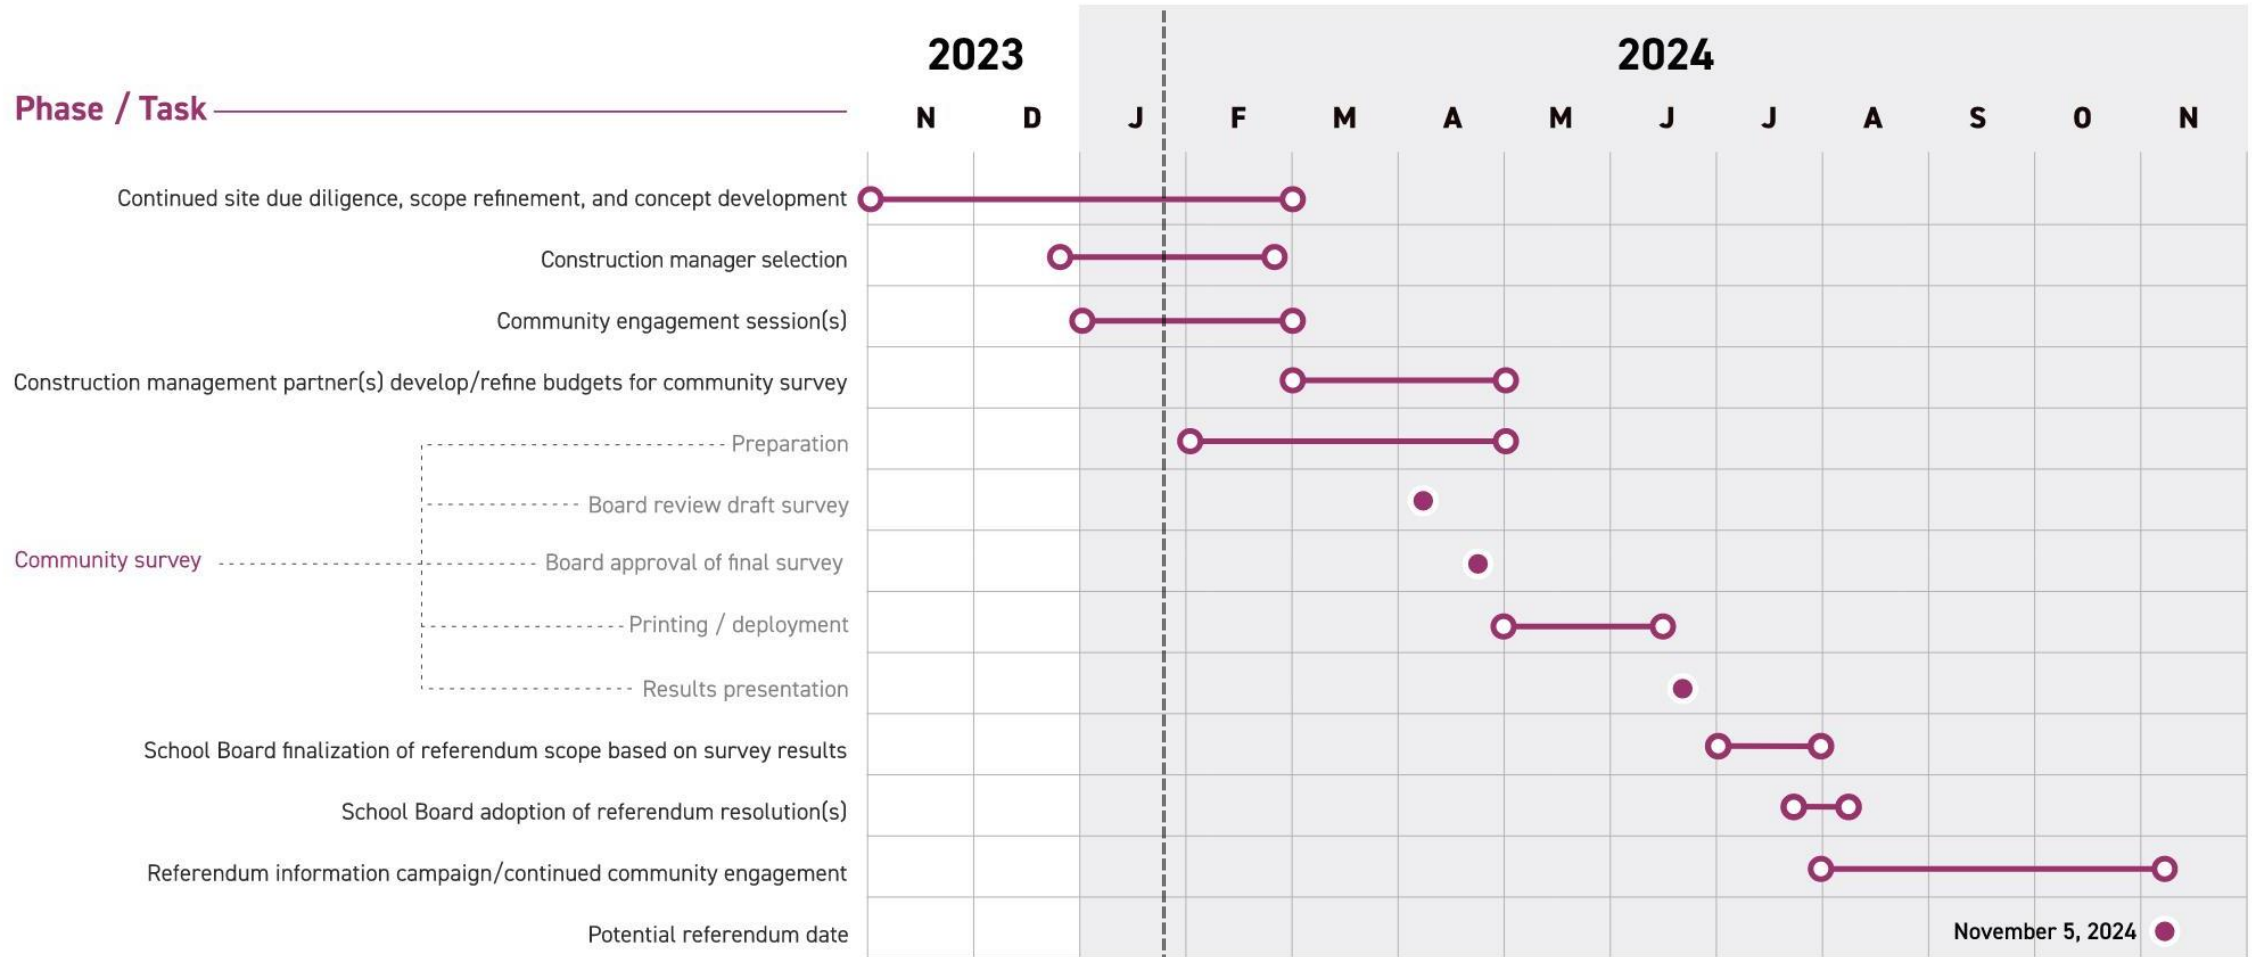 2023
2024
Phase / Task
N D J F M A M J J A S O N
Continued site due diligence, scope refinement, and concept development
Construction manager selection
Community engagement session(s)
Construction management partner(s) develop/refine budgets for community survey
Preparation
Board review draft survey
Community survey
Board approval of final survey
Printing / deployment
Results presentation
School Board finalization of referendum scope based on survey results
School Board adoption of referendum resolution(s)
Referendum information campaign/continued community engagement
Potential referendum date
November 5, 2024